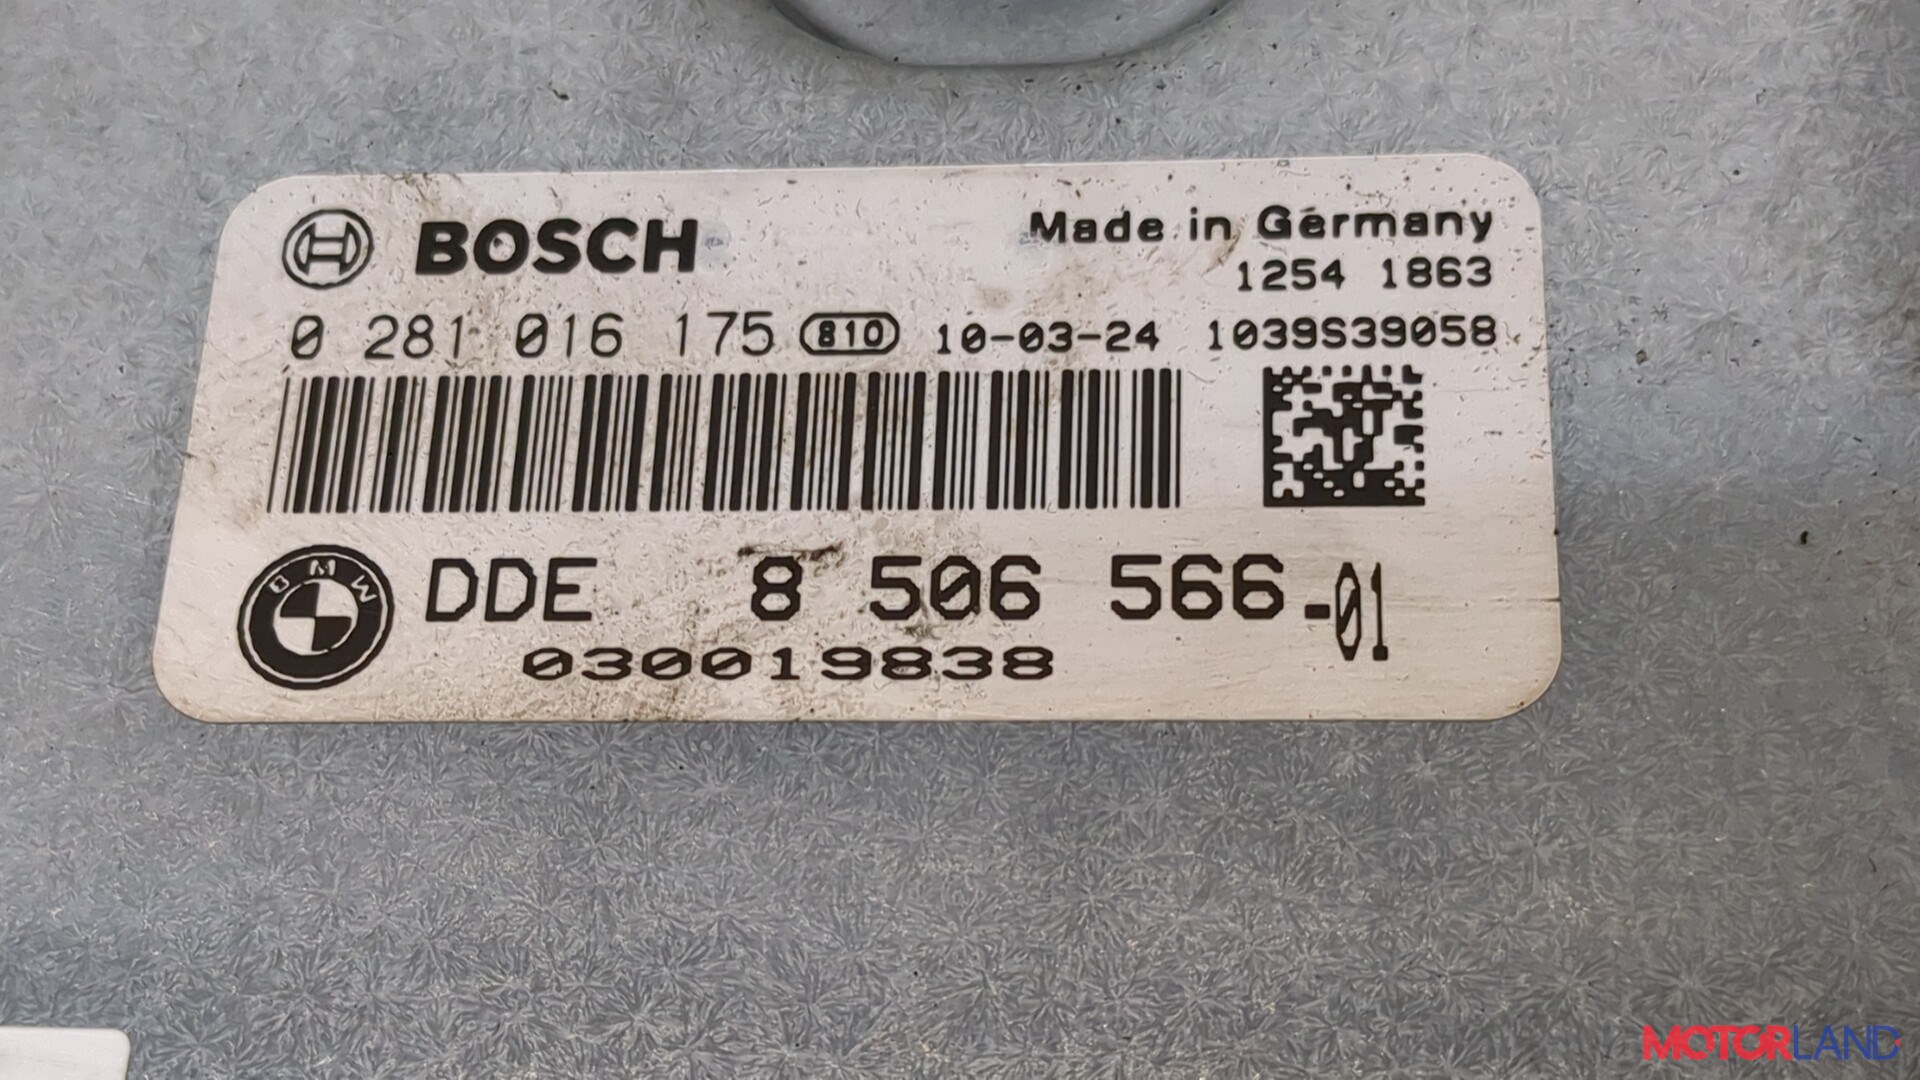 BOSCH
Made in Germany
1254 1863
0 281 016 175 810 10-03-24 1039S39058
BMW
DDE 8 506 566-01
030019838
MOTORLAND